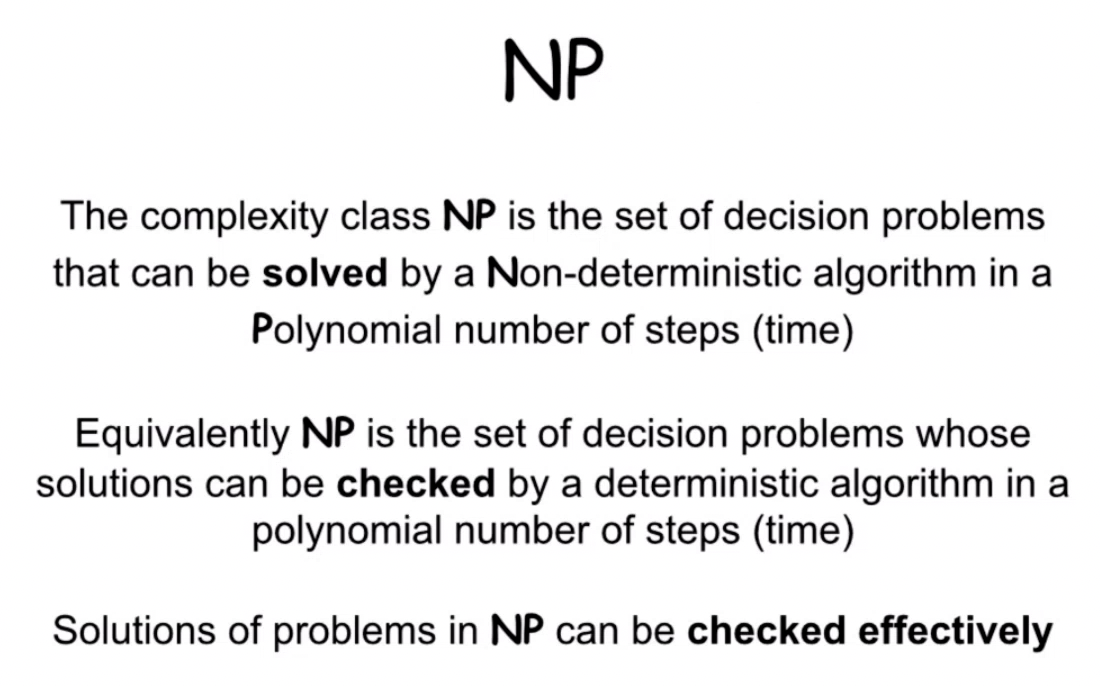 NP
The complexity class NP is the set of decision problems
that can be solved by a Non-deterministic algorithm in a
Polynomial number of steps (time)
Equivalently NP is the set of decision problems whose
solutions can be checked by a deterministic algorithm in a
polynomial number of steps (time)
Solutions of problems in NP can be checked effectively